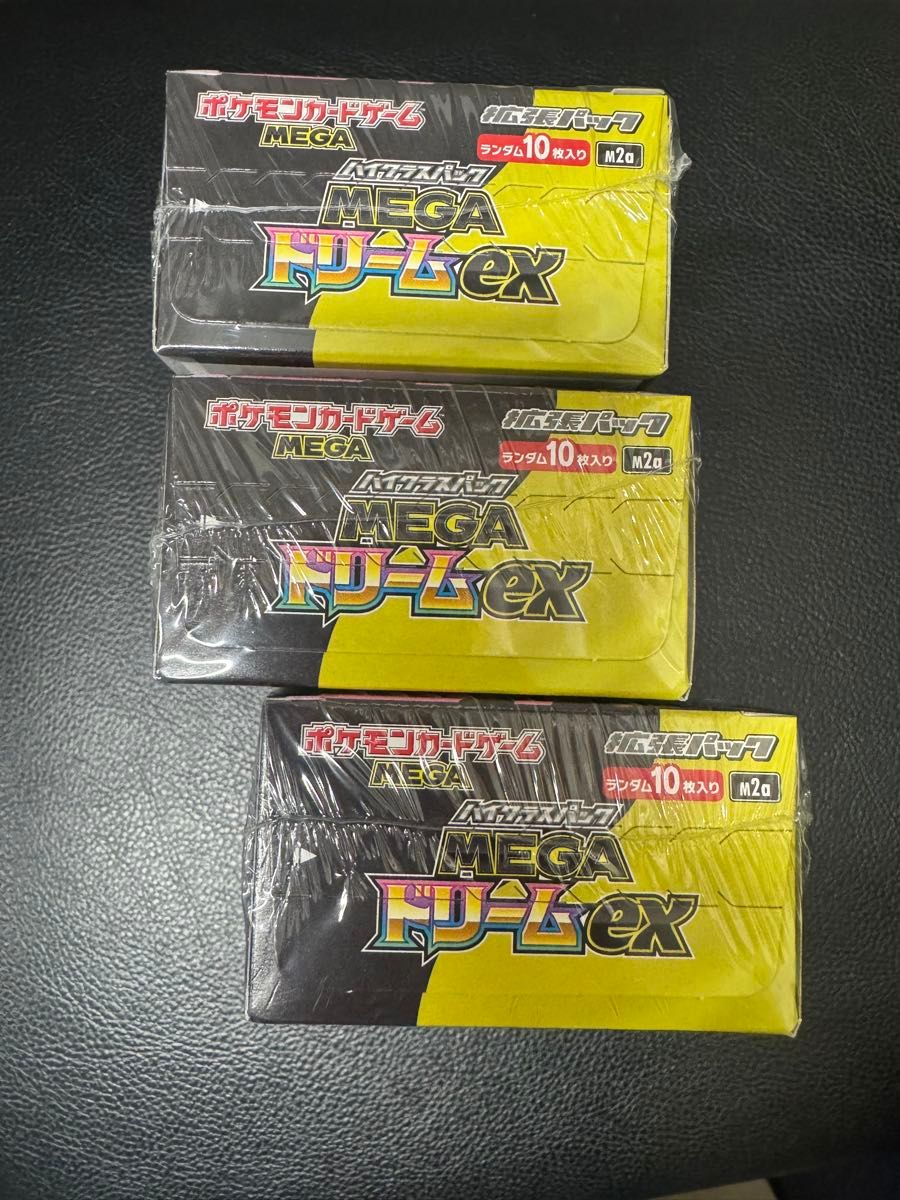 ポケモンカードゲーム
MEGA
拡張パック
ランダム10枚入り M2a
ハイクラスパック
MEGA
ドリームex
ポケモンカードゲーム
MEGA
拡張パック
ランダム10枚入り M2a
ハイクラスパック
MEGA
ドリームex
ポケモンカードゲーム
MEGA
拡張パック
ランダム10枚入り M2a
ハイクラスパック
MEGA
ドリームex